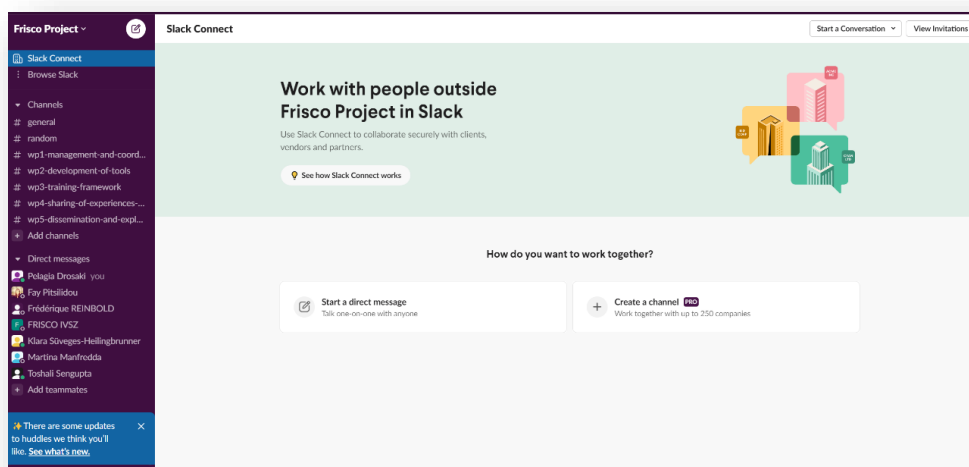 Frisco Project
Slack Connect
Browse Slack
Channels
# general
# random
# wp1-management-and-coord...
# wp2-development-of-tools
# wp3-training-framework
# wp4-sharing-of-experiences-...
# wp5-dissemination-and-expl...
+ Add channels
Direct messages
Pelagia Drosaki you
Fay Pitsilidou
Frédérique REINBOLD
F FRISCO IVSZ
Klara Süveges-Heilingbrunner
Martina Manfredda
Toshali Sengupta
+ Add teammates
✨There are some updates
to huddles we think you'll
like. See what's new.
Slack Connect
Start a Conversation
View Invitations
Work with people outside
Frisco Project in Slack
Use Slack Connect to collaborate securely with clients,
vendors and partners.
See how Slack Connect works
How do you want to work together?
Start a direct message
Talk one-on-one with anyone
Create a channel PRO
Work together with up to 250 companies